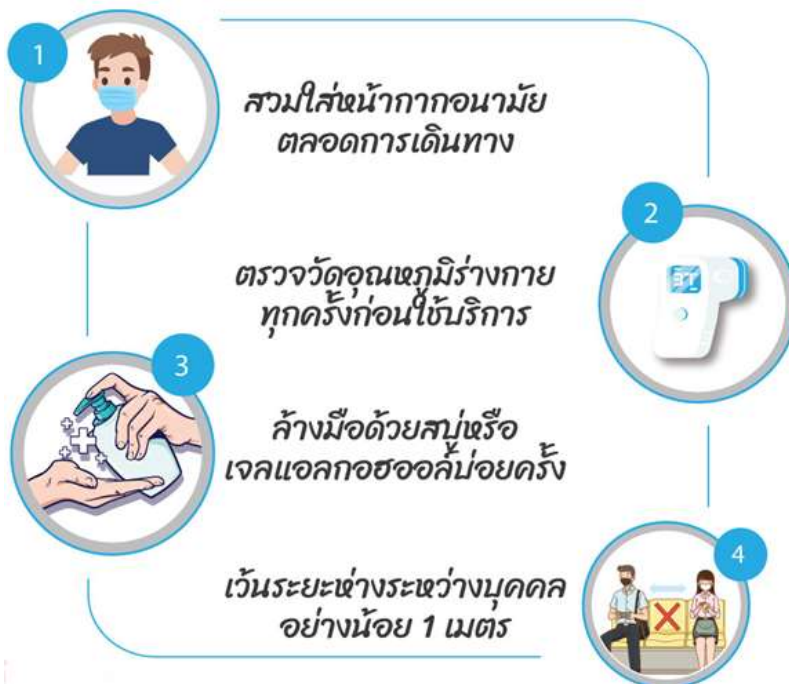 1
สวมใส่หน้ากากอนามัย
ตลอดการเดินทาง
2
ตรวจวัดอุณหภูมิร่างกาย
ทุกครั้งก่อนใช้บริการ
3
ล้างมือด้วยสบู่หรือ
เจลแอลกอฮอออล์บ่อยครั้ง
4
เว้นระยะห่างระหว่างบุคคล
อย่างน้อย 1 เมตร